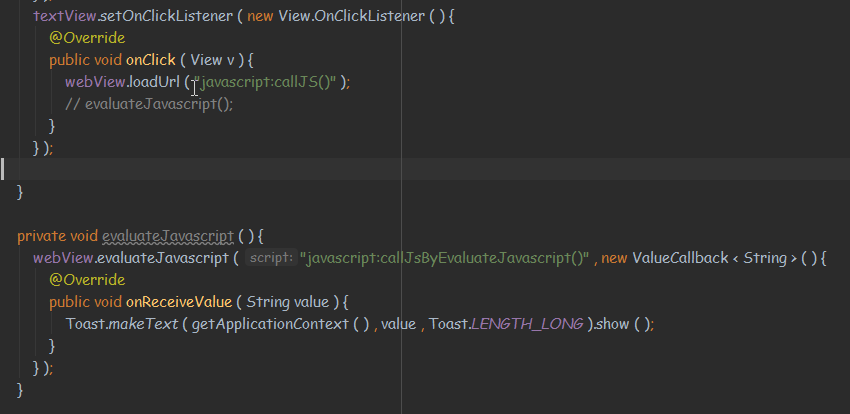 textView.setOnClickListener ( new View.OnClickListener ( ) {
@Override
public void onClick ( View v ) {
webView.loadUrl ( "javascript:callJS()" );
// evaluateJavascript();
}
} );
}
private void evaluateJavascript ( ) {
webView.evaluateJavascript ( script: "javascript:callJsByEvaluateJavascript()" , new ValueCallback < String > ( ) {
@Override
public void onReceiveValue ( String value ) {
Toast.makeText ( getApplicationContext ( ) , value , Toast.LENGTH_LONG ).show ( );
}
} );
}